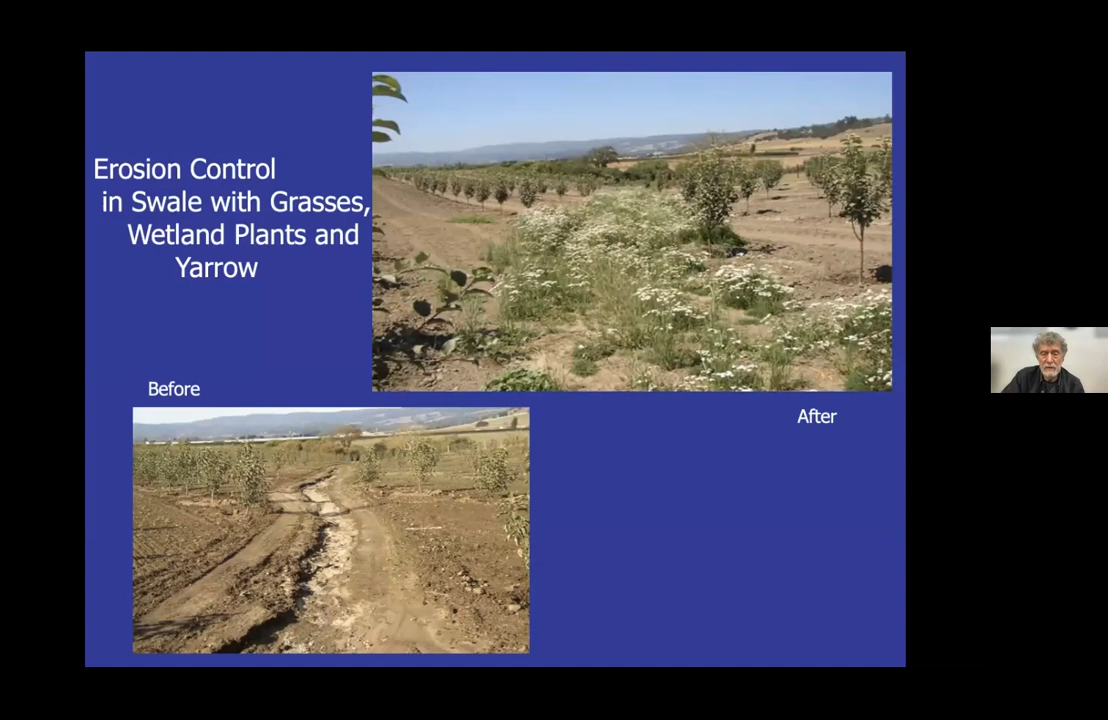 Erosion Control
in Swale with Grasses,
Wetland Plants and
Yarrow
Before
After